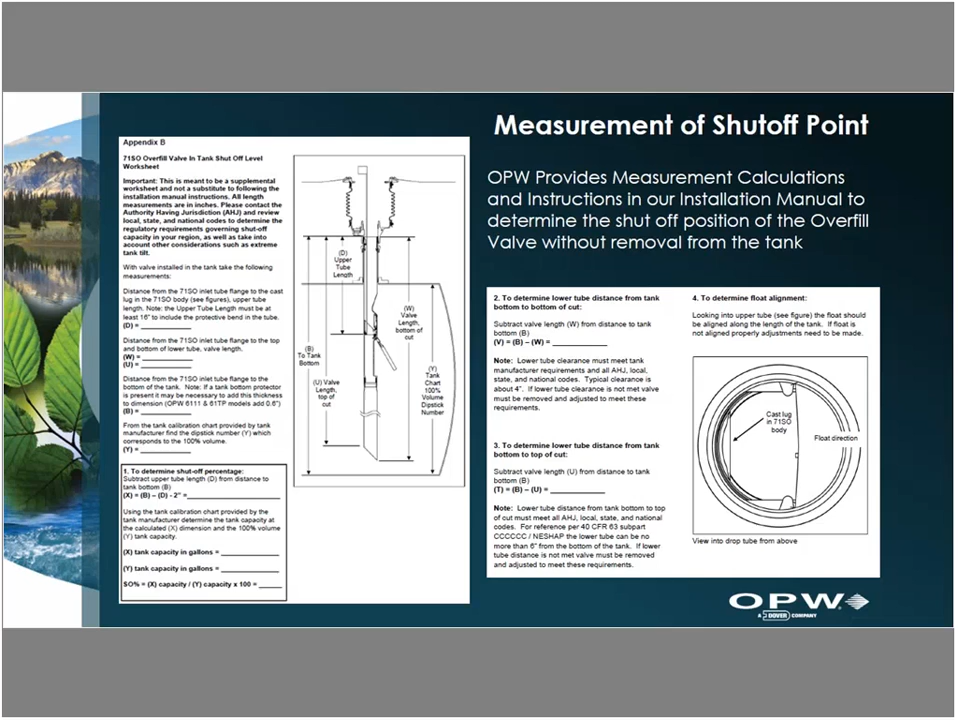 Measurement of Shutoff Point
OPW Provides Measurement Calculations
and Instructions in our Installation Manual to
determine the shut off position of the Overfill
Valve without removal from the tank
Appendix B
71SO Overfill Valve In Tank Shut Off Level
Worksheet
Important: This is meant to be a supplemental
worksheet and not a substitute to following the
installation manual instructions. All length
measurements are in inches. Please contact the
Authority Having Jurisdiction (AHJ) and review
local, state, and national codes to determine the
regulatory requirements governing shut-off
capacity in your region, as well as take into
account other considerations such as extreme
tank tilt.
With valve installed in the tank take the following
measurements:
Distance from the 71SO inlet tube flange to the cast
lug in the 71SO body (see figures), upper tube
length. Note: the Upper Tube Length must be at
least 16" to include the protective bend in the tube.
(D) = ____________
Distance from the 71SO inlet tube flange to the top
and bottom of lower tube, valve length.
(W) = ____________
(U) = ____________
Distance from the 71SO inlet tube flange to the
bottom of the tank. Note: If a tank bottom protector
is present it may be necessary to add this thickness
to dimension (OPW 6111 & 61TP models add 0.6")
(B) = ____________
From the tank calibration chart provided by tank
manufacturer find the dipstick number (Y) which
corresponds to the 100% volume.
(Y) = ____________
1. To determine shut-off percentage:
Subtract upper tube length (D) from distance to
tank bottom (B)
(X) = (B) – (D) - 2" =____________
Using the tank calibration chart provided by the
tank manufacturer determine the tank capacity at
the calculated (X) dimension and the 100% volume
(Y) tank capacity.
(X) tank capacity in gallons = ____________
(Y) tank capacity in gallons = ____________
SO% = (X) capacity / (Y) capacity x 100 = _____
(D)
Upper
Tube
Length
(W)
Valve
Length,
bottom of
cut
(B)
To Tank
Bottom
(U) Valve
Length,
top of
cut
(Y)
Tank
Chart
100%
Volume
Dipstick
Number
2. To determine lower tube distance from tank
bottom to bottom of cut:
Subtract valve length (W) from distance to tank
bottom (B)
(V) = (B) – (W) = ____________
Note: Lower tube clearance must meet tank
manufacturer requirements and all AHJ, local,
state, and national codes. Typical clearance is
about 4". If lower tube clearance is not met valve
must be removed and adjusted to meet these
requirements.
3. To determine lower tube distance from tank
bottom to top of cut:
Subtract valve length (U) from distance to tank
bottom (B)
(T) = (B) – (U) = ____________
Note: Lower tube distance from tank bottom to top
of cut must meet all AHJ, local, state, and national
codes. For reference per 40 CFR 63 subpart
CCCCCC / NESHAP the lower tube can be no
more than 6" from the bottom of the tank. If lower
tube distance is not met valve must be removed
and adjusted to meet these requirements.
4. To determine float alignment:
Looking into upper tube (see figure) the float should
be aligned along the length of the tank. If float is
not aligned properly adjustments need to be made.
Cast lug
in 71SO
body
Float direction
View into drop tube from above
OPW
A DOVER COMPANY